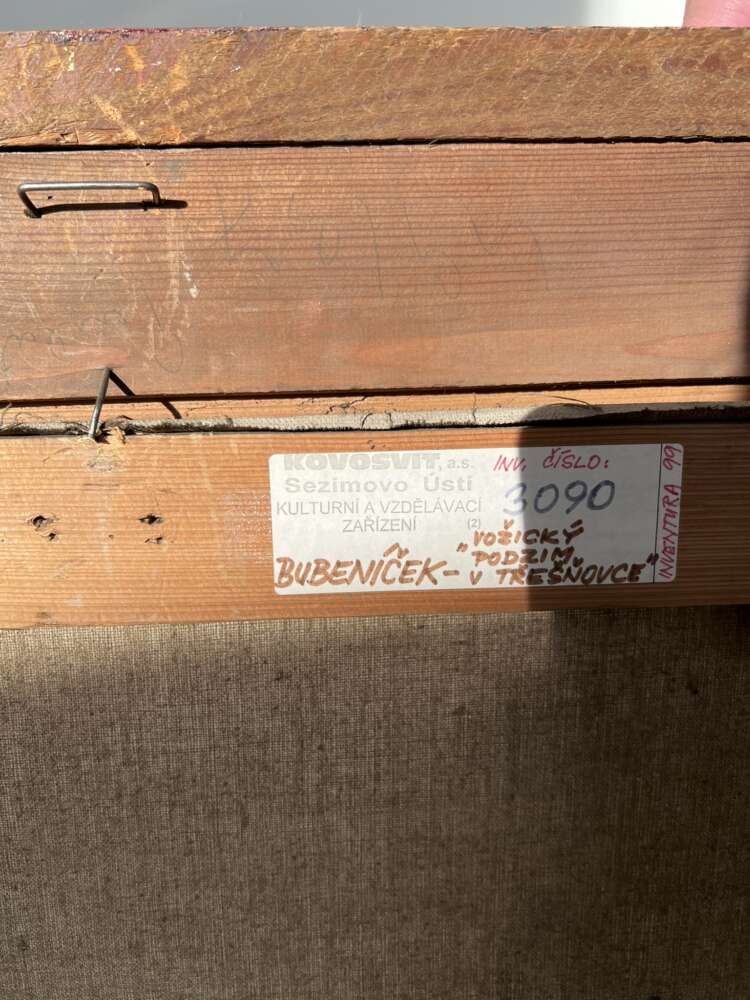 KOVOSVIT, a.s.
Sezimovo Ústí
KULTURNÍ A VZDĚLÁVACÍ
ZAŘÍZENÍ (2)
INV. ČÍSLO:
3090
BUBENÍČEK- "VOŽICKÝ
PODZIM
V TŘEŠŇOVCE"
INVENTURA 99